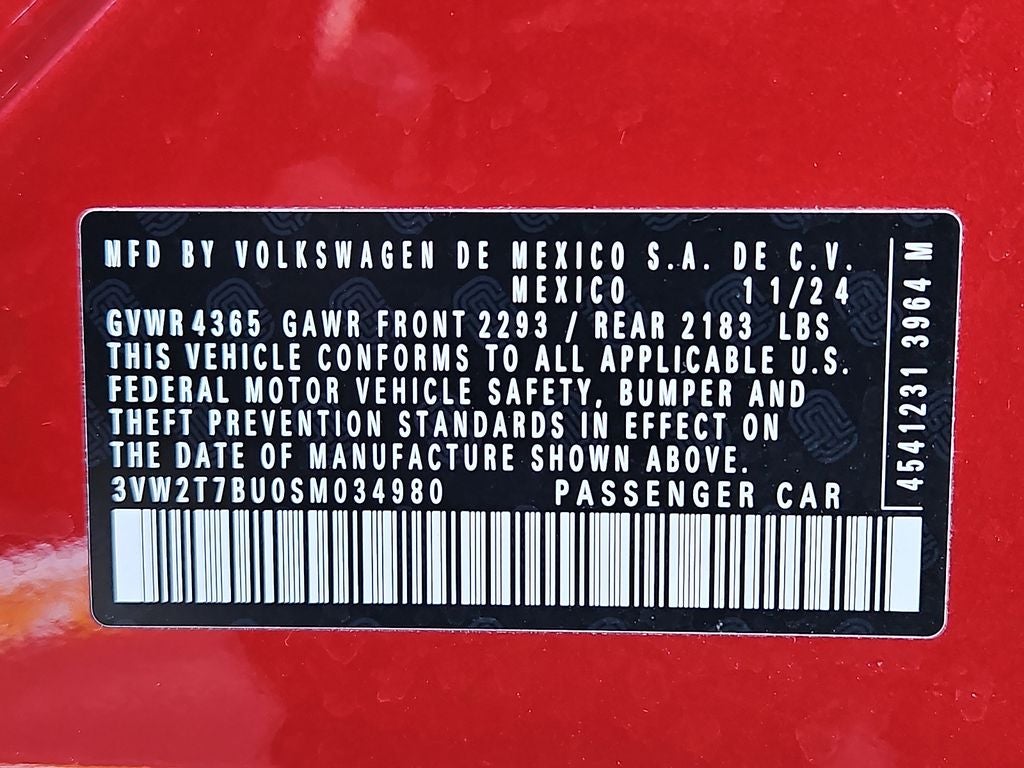 MFD BY VOLKSWAGEN DE MEXICO S.A. DE C.V.
MEXICO 11/24
GVWR 4365 GAWR FRONT 2293 / REAR 2183 LBS
THIS VEHICLE CONFORMS TO ALL APPLICABLE U.S.
FEDERAL MOTOR VEHICLE SAFETY, BUMPER AND
THEFT PREVENTION STANDARDS IN EFFECT ON
THE DATE OF MANUFACTURE SHOWN ABOVE.
3VW2T7BU0SM034980 PASSENGER CAR
4541231 3964 M